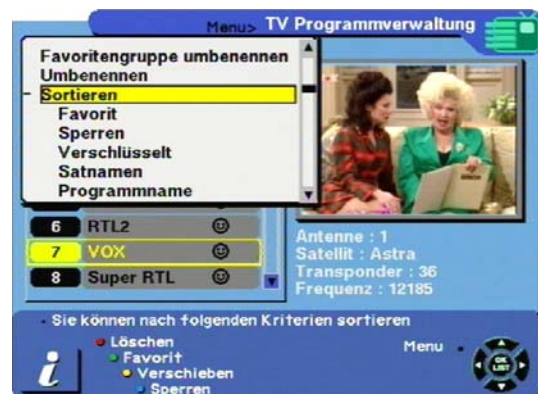 Menu> TV Programmverwaltung
Favoritengruppe umbenennen
Umbenennen
- Sortieren
Favorit
Sperren
Verschlüsselt
Satnamen
Programmname
6 RTL2
7 VOX
8 Super RTL
Antenne : 1
Satellit : Astra
Transponder : 36
Frequenz : 12185
- Sie können nach folgenden Kriterien sortieren
Löschen
Favorit
Verschieben
Sperren
i
Menu
OK
LIST